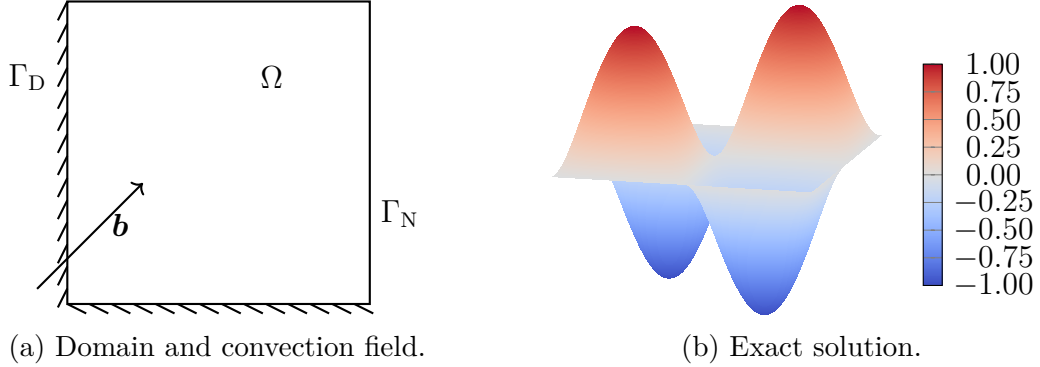 Γ_D
Ω
b
Γ_N
(a) Domain and convection field.
1.00
0.75
0.50
0.25
0.00
−0.25
−0.50
−0.75
−1.00
(b) Exact solution.